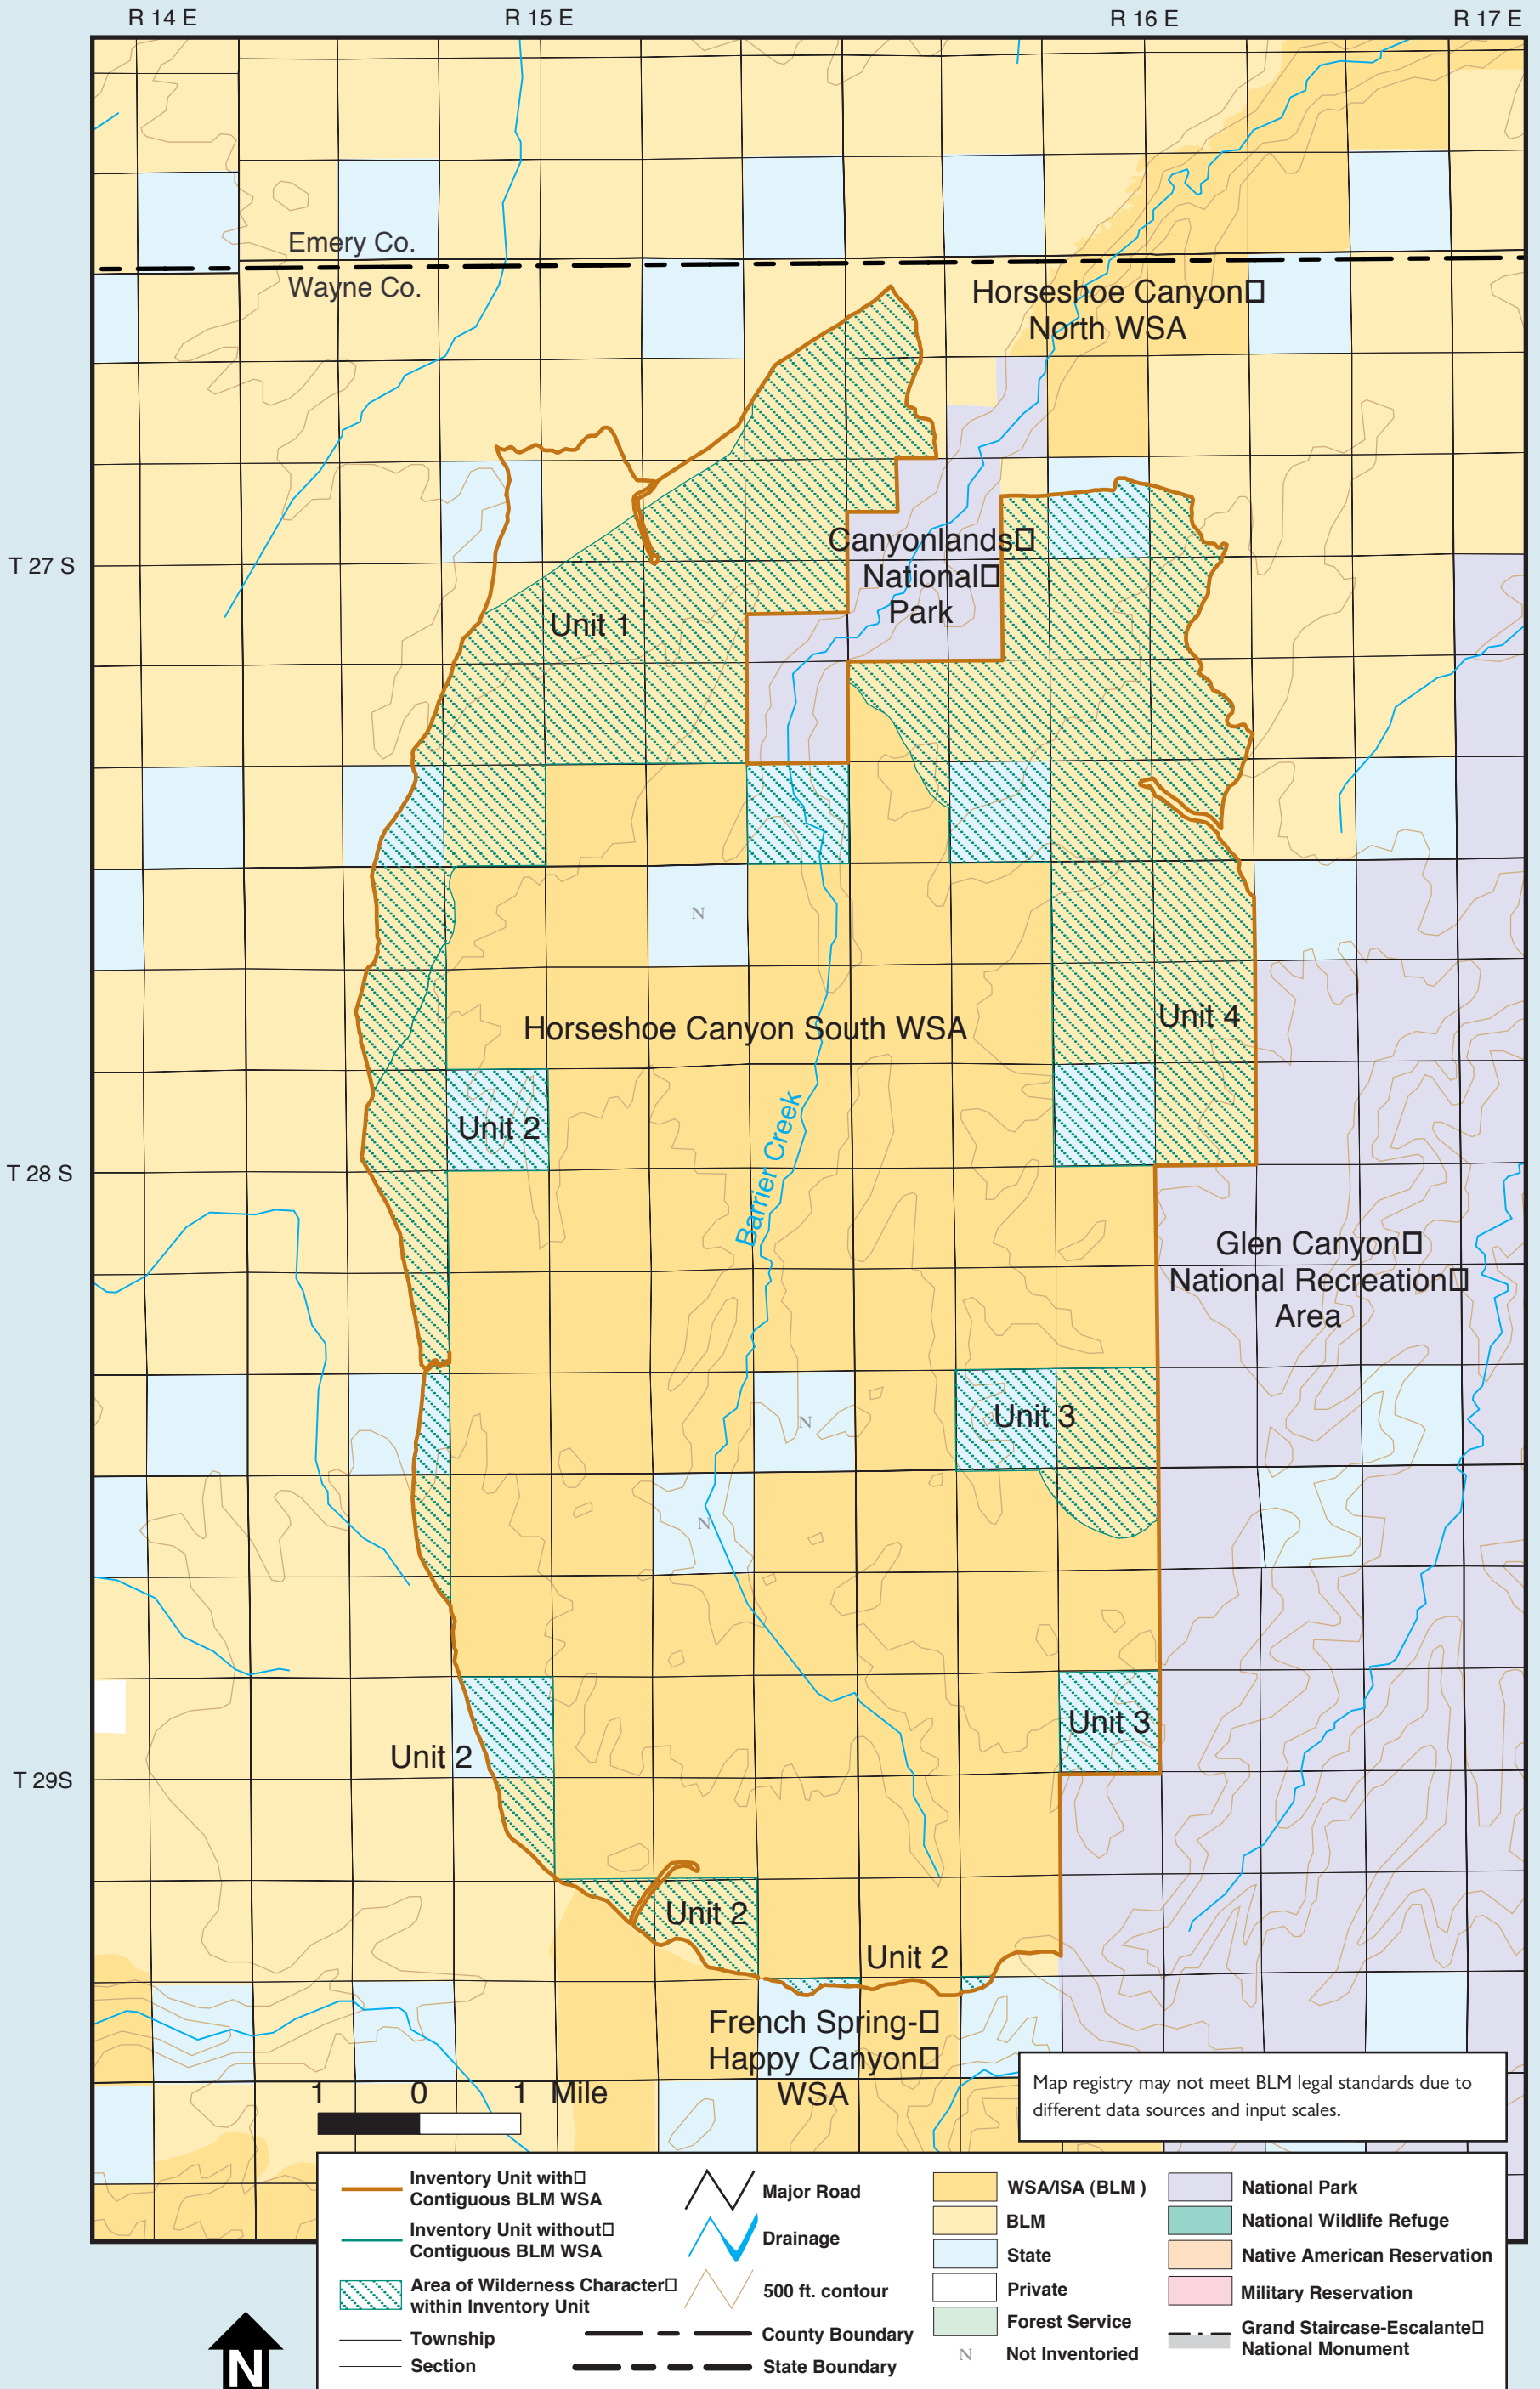 R 14 E
R 15 E
R 16 E
R 17 E
Emery Co.
Wayne Co.
Horseshoe Canyon
North WSA
T 27 S
Canyonlands
National
Park
Unit 1
N
Unit 4
Horseshoe Canyon South WSA
Unit 2
Barrier Creek
T 28 S
Glen Canyon
National Recreation
Area
Unit 3
N
N
Unit 3
Unit 2
T 29S
Unit 2
Unit 2
French Spring-
Happy Canyon
WSA
1 0 1 Mile
Map registry may not meet BLM legal standards due to
different data sources and input scales.
Inventory Unit with
Contiguous BLM WSA
Inventory Unit without
Contiguous BLM WSA
Area of Wilderness Character
within Inventory Unit
Township
Section
Major Road
Drainage
500 ft. contour
County Boundary
State Boundary
WSA/ISA (BLM )
BLM
State
Private
Forest Service
N Not Inventoried
National Park
National Wildlife Refuge
Native American Reservation
Military Reservation
Grand Staircase-Escalante
National Monument
N